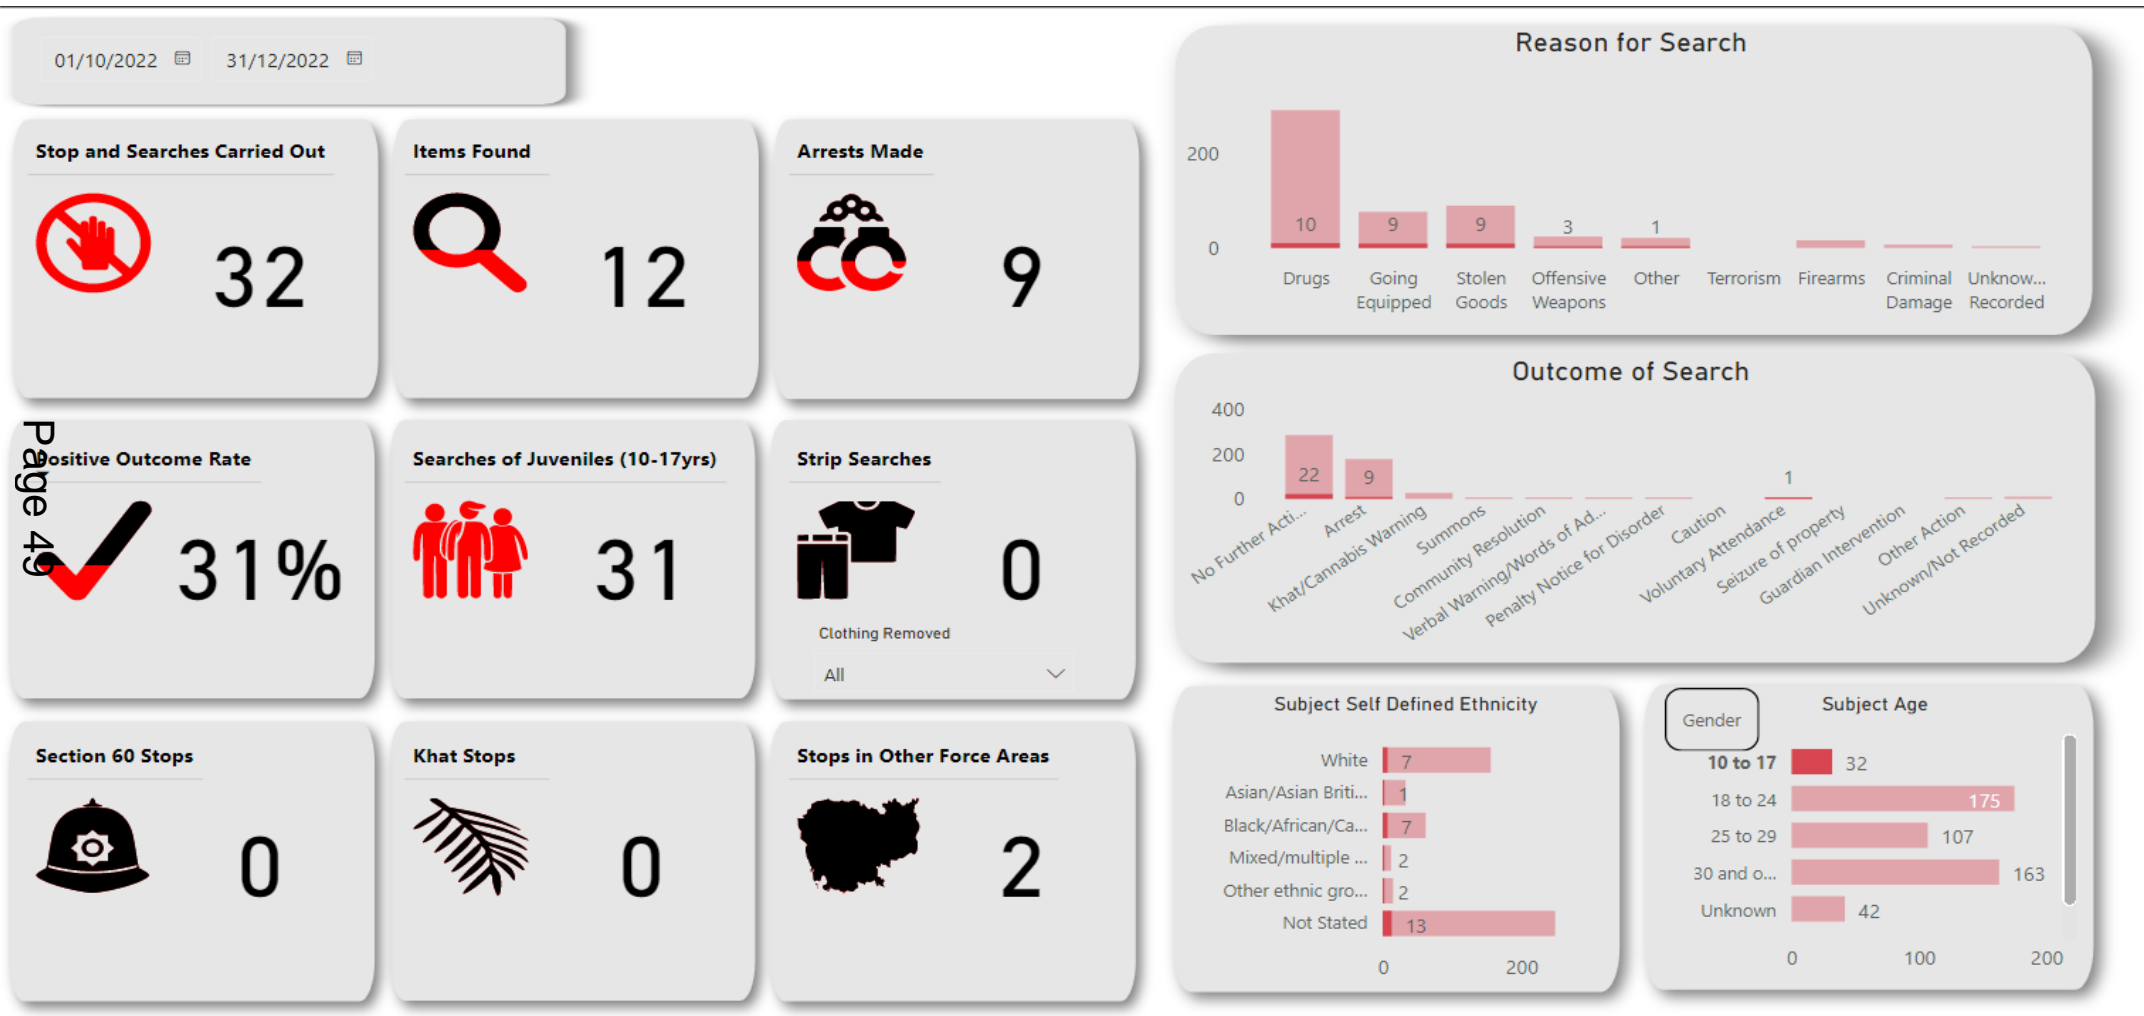 01/10/2022
31/12/2022
Stop and Searches Carried Out
32
Items Found
12
Arrests Made
9
Positive Outcome Rate
31%
Searches of Juveniles (10-17yrs)
31
Strip Searches
0
Clothing Removed
All
Section 60 Stops
0
Khat Stops
0
Stops in Other Force Areas
2
Page 49
Reason for Search
200
0
10
9
9
3
1
Drugs
Going
Equipped
Stolen
Goods
Offensive
Weapons
Other
Terrorism
Firearms
Criminal
Damage
Unknow...
Recorded
Outcome of Search
400
200
0
22
9
1
No Further Acti...
Arrest
Khat/Cannabis Warning
Summons
Community Resolution
Verbal Warning/Words of Ad...
Penalty Notice for Disorder
Caution
Voluntary Attendance
Seizure of property
Guardian Intervention
Other Action
Unknown/Not Recorded
Subject Self Defined Ethnicity
White 7
Asian/Asian Briti... 1
Black/African/Ca... 7
Mixed/multiple ... 2
Other ethnic gro... 2
Not Stated 13
0 200
Gender
Subject Age
10 to 17 32
18 to 24 175
25 to 29 107
30 and o... 163
Unknown 42
0 100 200